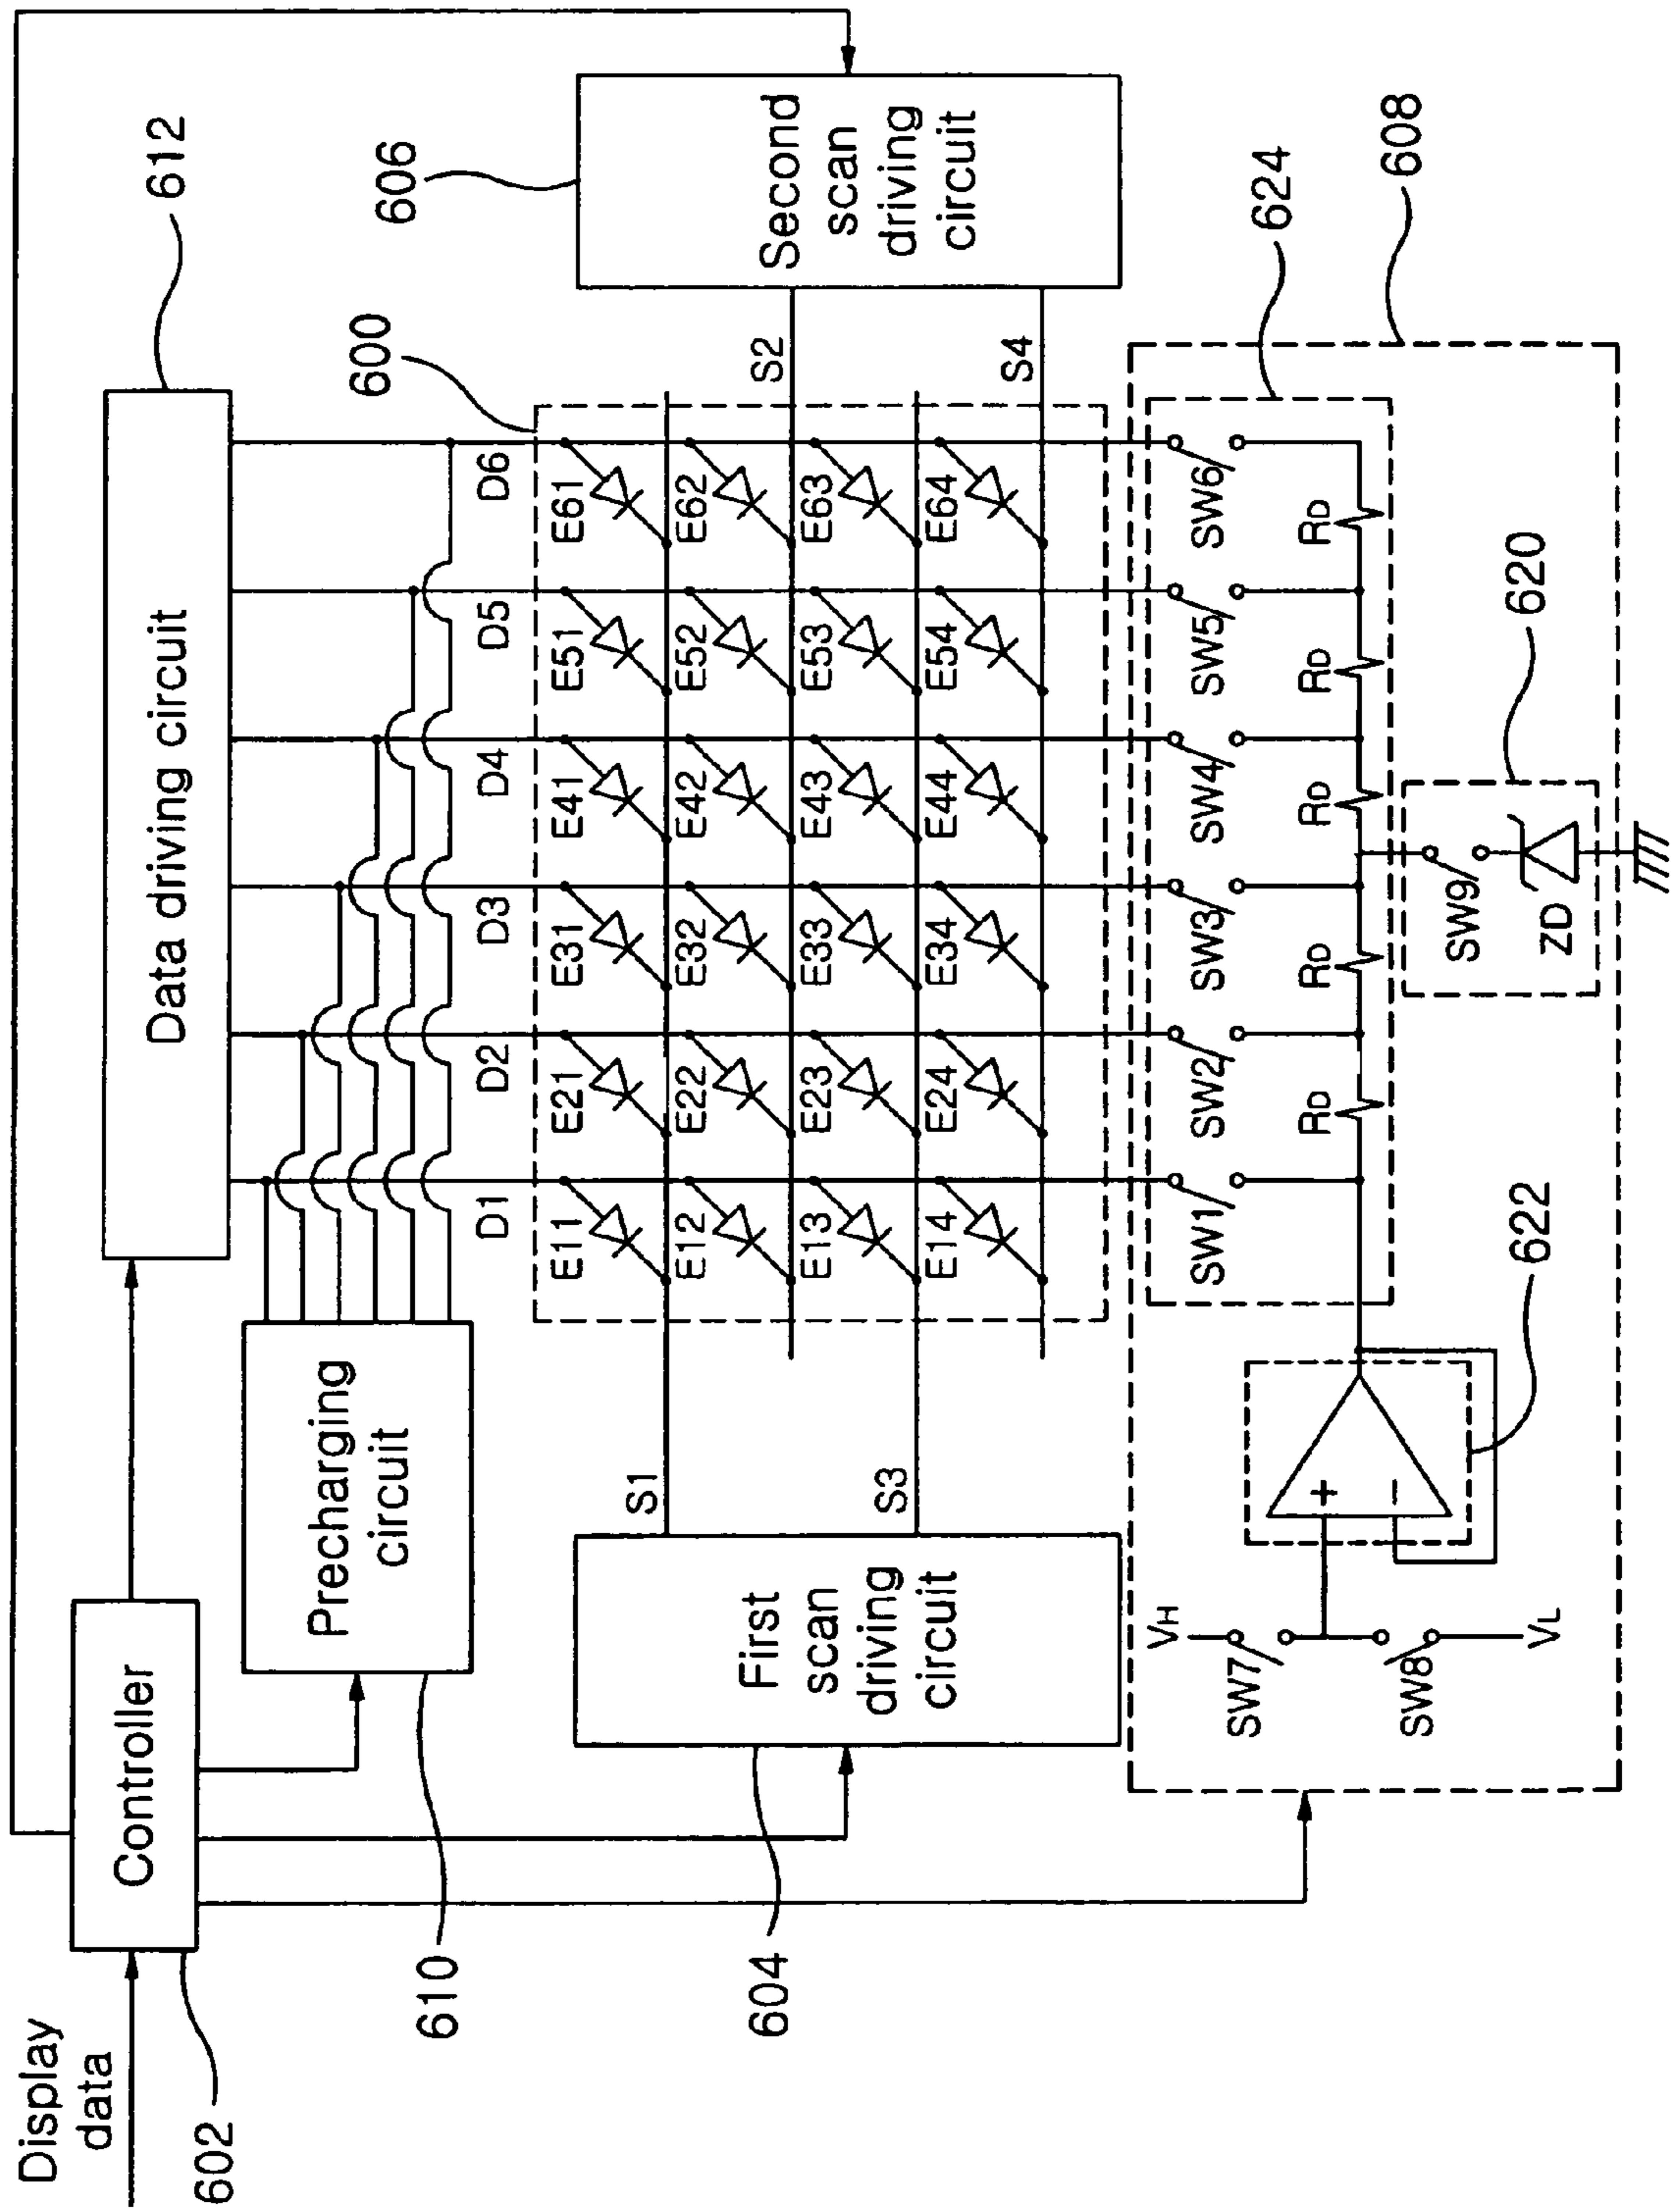 Display
data
602
Controller
Data driving circuit
612
610
Precharging
circuit
606
Second
scan
driving
circuit
600
D1
D2
D3
D4
D5
D6
604
First
scan
driving
circuit
S1
S3
S2
S4
E11
E21
E31
E41
E51
E61
E12
E22
E32
E42
E52
E62
E13
E23
E33
E43
E53
E63
E14
E24
E34
E44
E54
E64
624
608
VH
SW7
SW8
VL
+
−
622
SW1
SW2
SW3
SW4
SW5
SW6
RD
RD
RD
RD
RD
SW9
ZD
620